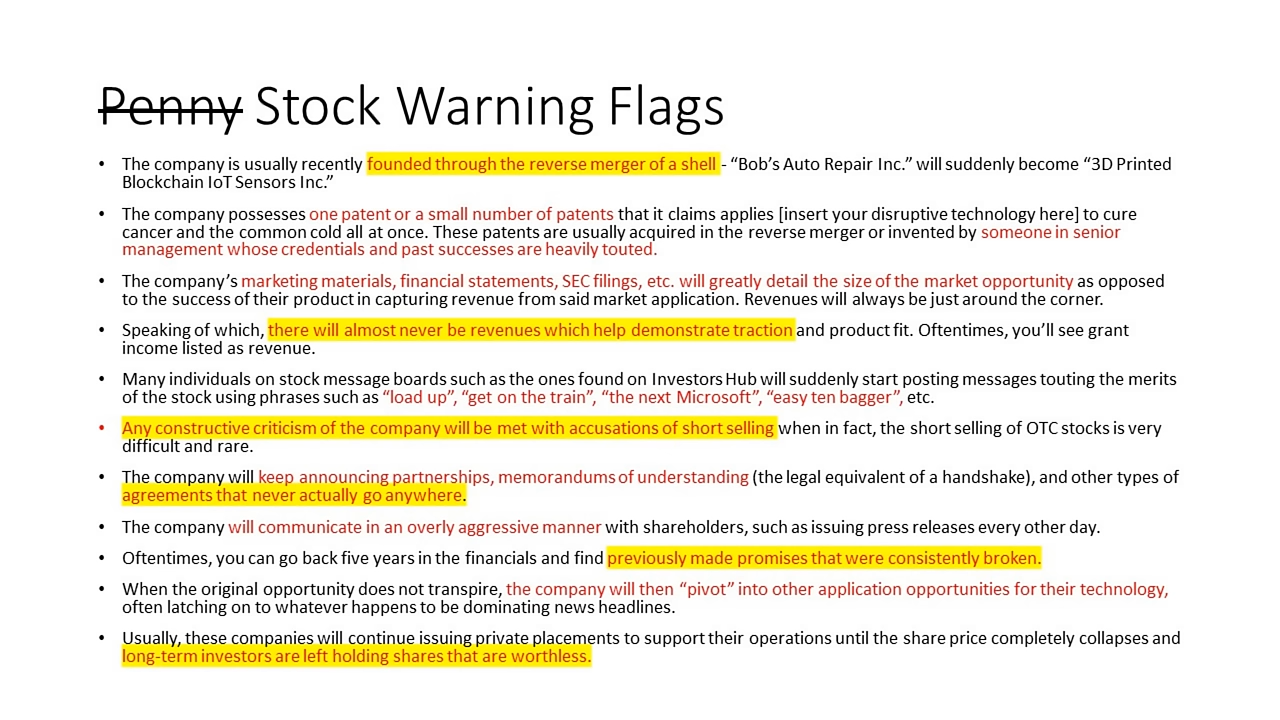 Penny Stock Warning Flags
• The company is usually recently founded through the reverse merger of a shell - “Bob’s Auto Repair Inc.” will suddenly become “3D Printed
Blockchain IoT Sensors Inc.”
• The company possesses one patent or a small number of patents that it claims applies [insert your disruptive technology here] to cure
cancer and the common cold all at once. These patents are usually acquired in the reverse merger or invented by someone in senior
management whose credentials and past successes are heavily touted.
• The company’s marketing materials, financial statements, SEC filings, etc. will greatly detail the size of the market opportunity as opposed
to the success of their product in capturing revenue from said market application. Revenues will always be just around the corner.
• Speaking of which, there will almost never be revenues which help demonstrate traction and product fit. Oftentimes, you’ll see grant
income listed as revenue.
• Many individuals on stock message boards such as the ones found on InvestorsHub will suddenly start posting messages touting the merits
of the stock using phrases such as “load up”, “get on the train”, “the next Microsoft”, “easy ten bagger”, etc.
• Any constructive criticism of the company will be met with accusations of short selling when in fact, the short selling of OTC stocks is very
difficult and rare.
• The company will keep announcing partnerships, memorandums of understanding (the legal equivalent of a handshake), and other types of
agreements that never actually go anywhere.
• The company will communicate in an overly aggressive manner with shareholders, such as issuing press releases every other day.
• Oftentimes, you can go back five years in the financials and find previously made promises that were consistently broken.
• When the original opportunity does not transpire, the company will then “pivot” into other application opportunities for their technology,
often latching on to whatever happens to be dominating news headlines.
• Usually, these companies will continue issuing private placements to support their operations until the share price completely collapses and
long-term investors are left holding shares that are worthless.